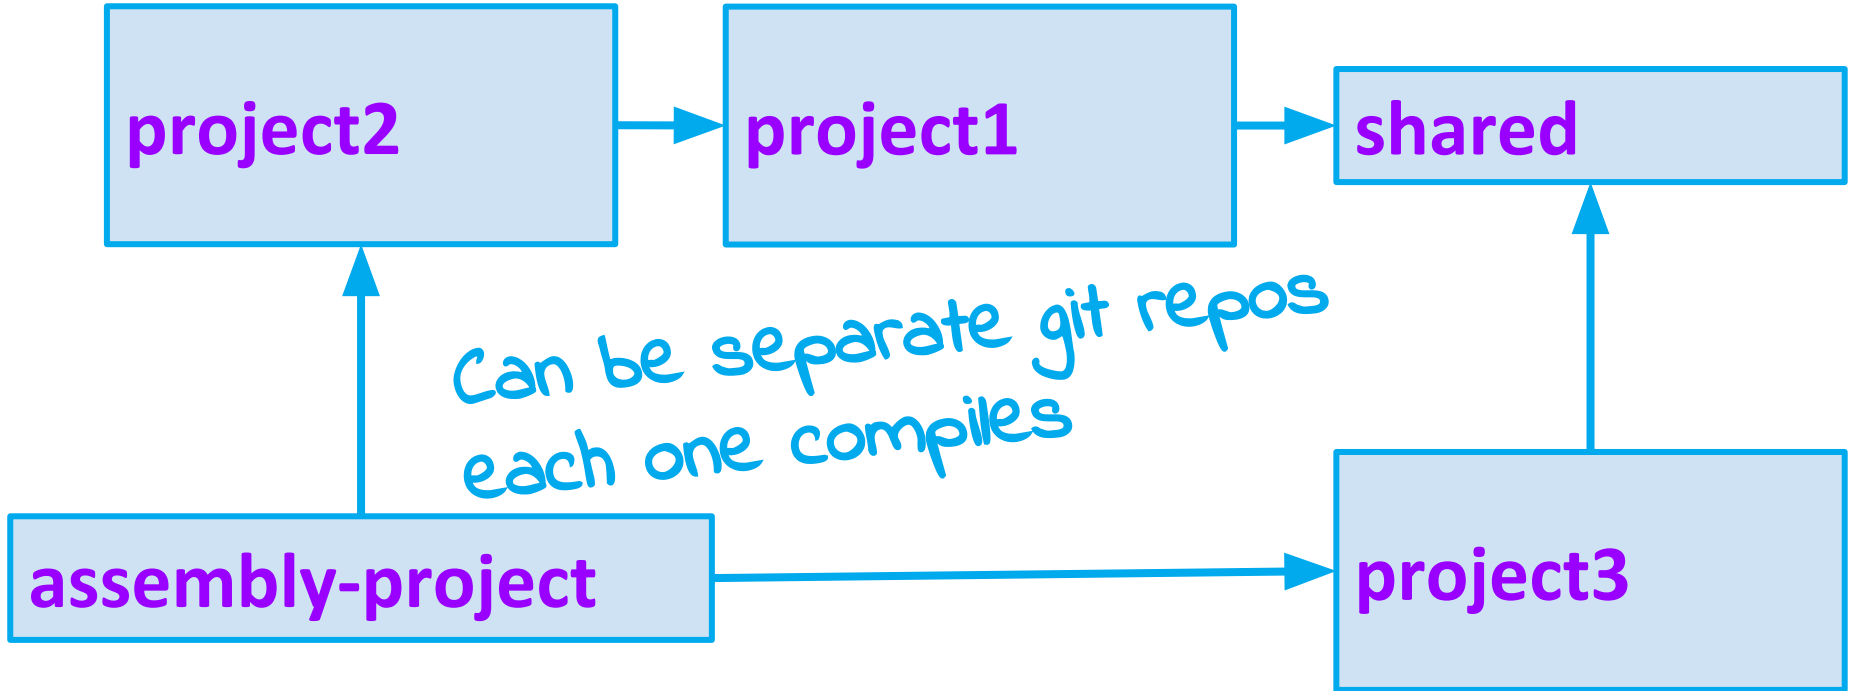 project2
project1
shared
Can be separate git repos
each one compiles
assembly-project
project3